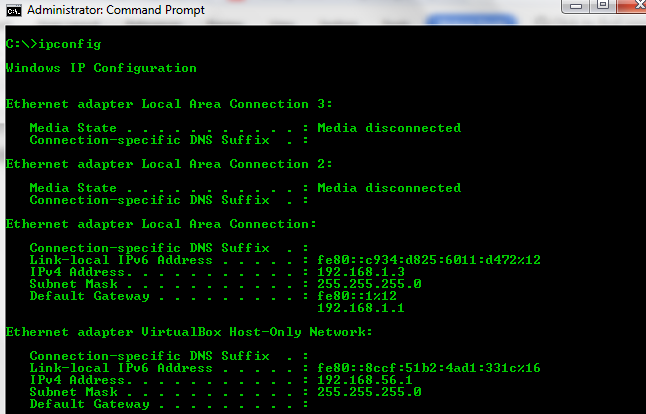 Administrator: Command Prompt
C:\>ipconfig
Windows IP Configuration
Ethernet adapter Local Area Connection 3:
Media State . . . . . . . . . . . : Media disconnected
Connection-specific DNS Suffix  . :
Ethernet adapter Local Area Connection 2:
Media State . . . . . . . . . . . : Media disconnected
Connection-specific DNS Suffix  . :
Ethernet adapter Local Area Connection:
Connection-specific DNS Suffix  . :
Link-local IPv6 Address . . . . . : fe80::c934:d825:6011:d472%12
IPv4 Address. . . . . . . . . . . : 192.168.1.3
Subnet Mask . . . . . . . . . . . : 255.255.255.0
Default Gateway . . . . . . . . . : fe80::1%12
192.168.1.1
Ethernet adapter VirtualBox Host-Only Network:
Connection-specific DNS Suffix  . :
Link-local IPv6 Address . . . . . : fe80::8ccf:51b2:4ad1:331c%16
IPv4 Address. . . . . . . . . . . : 192.168.56.1
Subnet Mask . . . . . . . . . . . : 255.255.255.0
Default Gateway . . . . . . . . . :